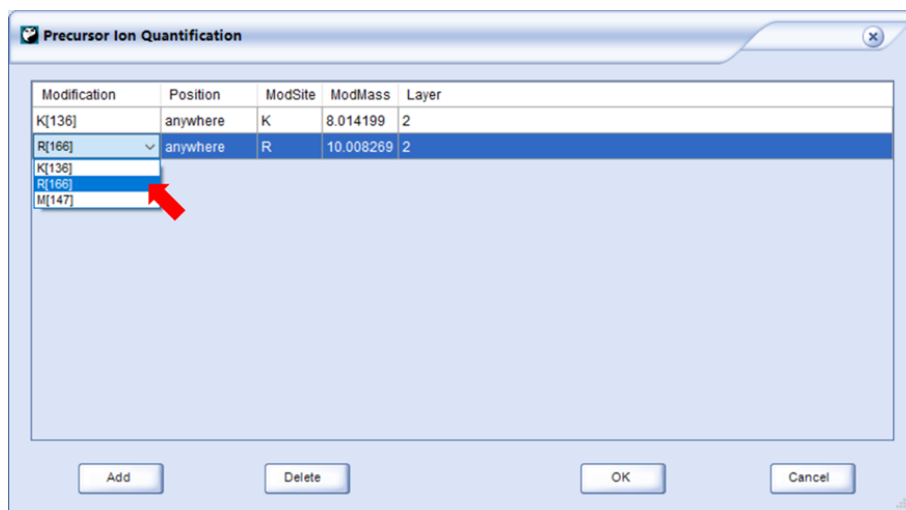 Precursor Ion Quantification
Modification Position ModSite ModMass Layer
K[136] anywhere K 8.014199 2
R[166] anywhere R 10.008269 2
K[136]
R[166]
M[147]
Add Delete OK Cancel